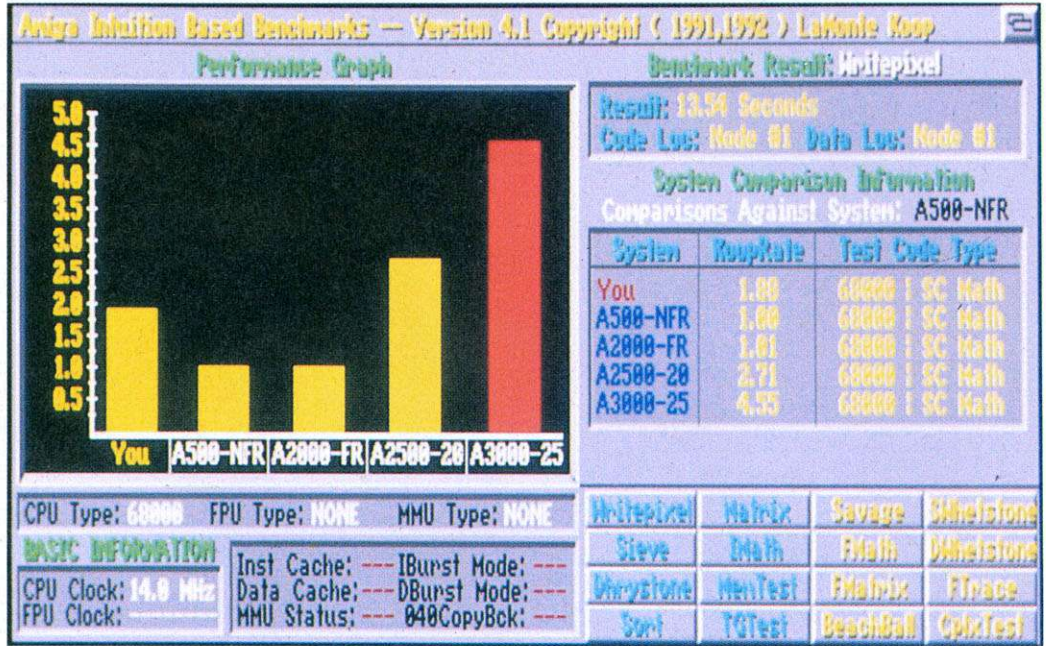 Amiga Intuition Based Benchmarks — Version 4.1 Copyright ( 1991,1992 ) LaMonte Koop
Performance Graph
5.0
4.5
4.0
3.5
3.0
2.5
2.0
1.5
1.0
0.5
You A500-NFR A2000-FR A2500-20 A3000-25
Benchmark Result: Writepixel
Result: 13.54 Seconds
Code Loc: Node #1 Data Loc: Node #1
System Comparison Information
Comparisons Against System: A500-NFR
System KoopRate Test Code Type
You 1.88 68000 | SC Math
A500-NFR 1.00 68000 | SC Math
A2000-FR 1.01 68000 | SC Math
A2500-20 2.71 68000 | SC Math
A3000-25 4.55 68000 | SC Math
CPU Type: 68000 FPU Type: NONE MMU Type: NONE
BASIC INFORMATION
CPU Clock: 14.0 MHz
FPU Clock:
Inst Cache: --- IBurst Mode: ---
Data Cache: --- DBurst Mode: ---
MMU Status: --- 040CopyBck: ---
Writepixel Matrix Savage SWhetstone
Sieve IMath FMath DWhetstone
Dhrystone MemTest FMatrix FTrace
Sort TGTest BeachBall CplxTest